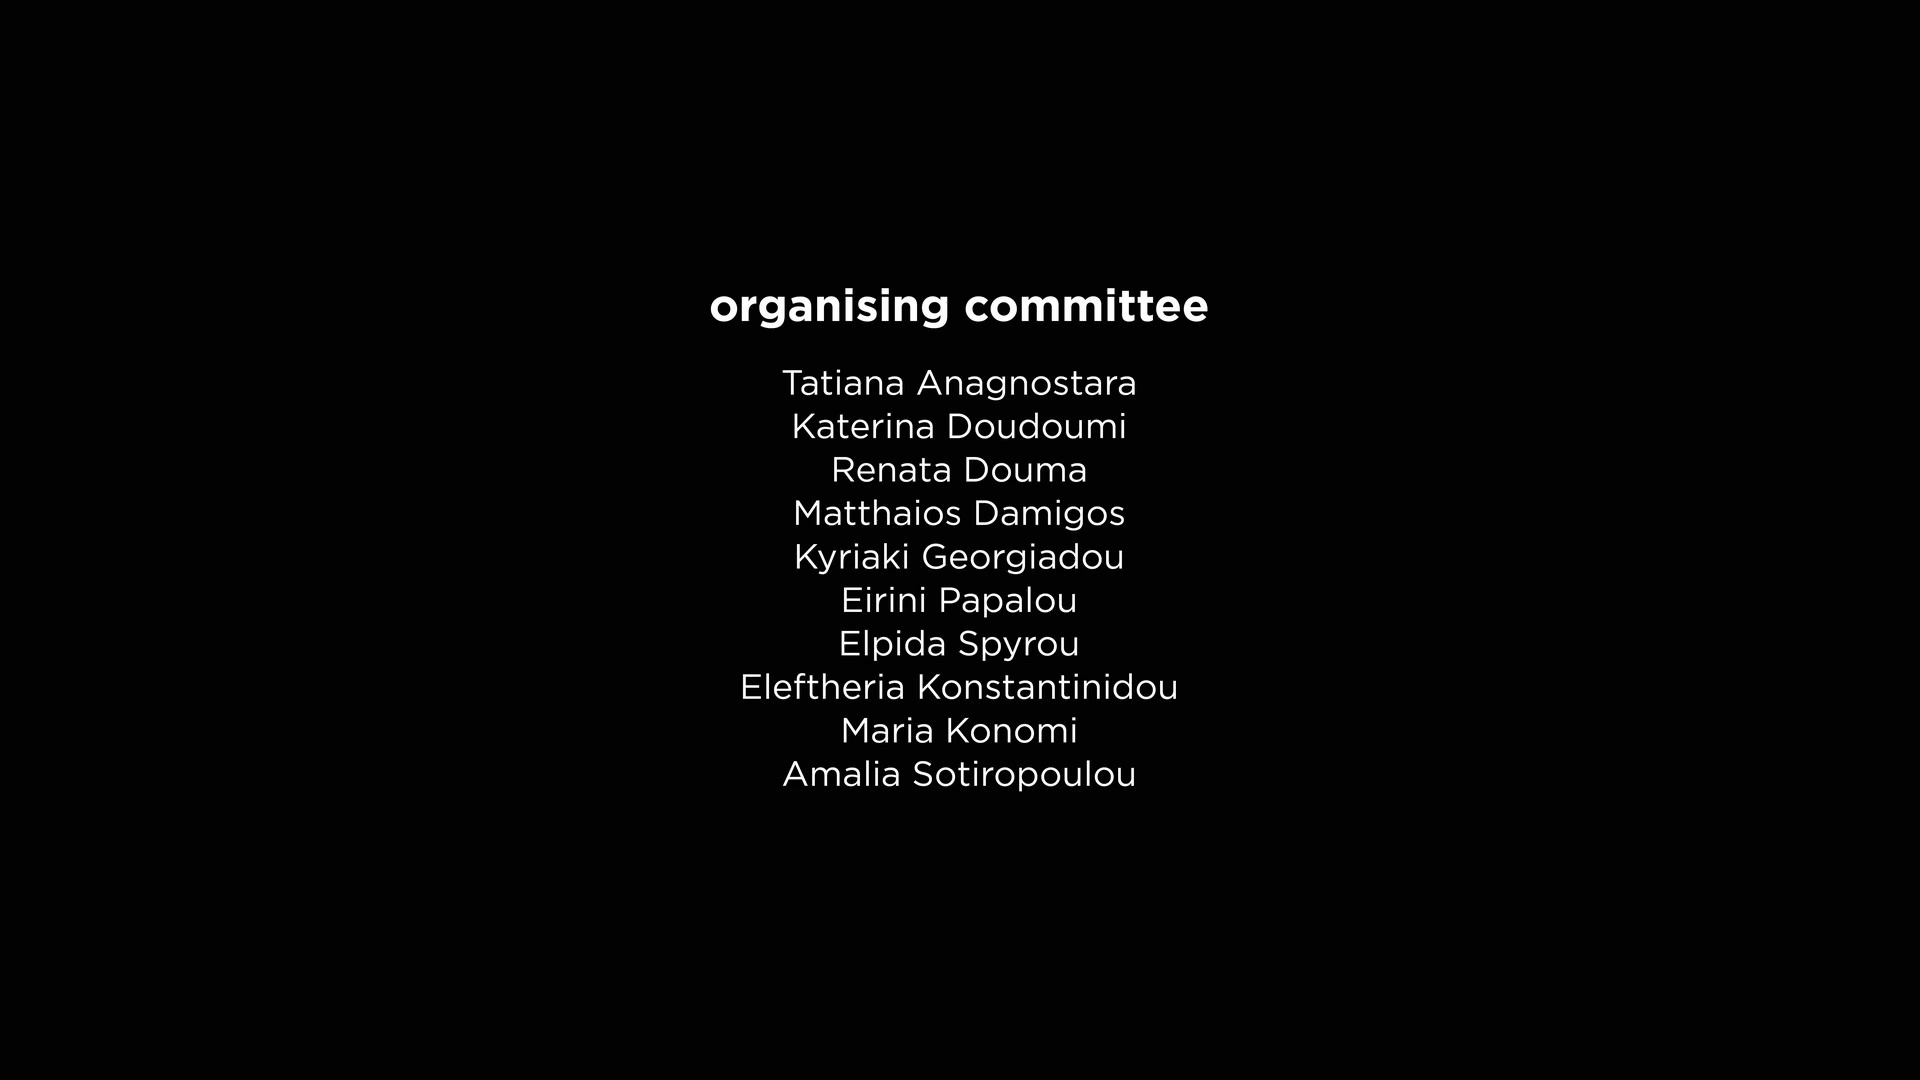 organising committee
Tatiana Anagnostara
Katerina Doudoumi
Renata Douma
Matthaios Damigos
Kyriaki Georgiadou
Eirini Papalou
Elpida Spyrou
Eleftheria Konstantinidou
Maria Konomi
Amalia Sotiropoulou